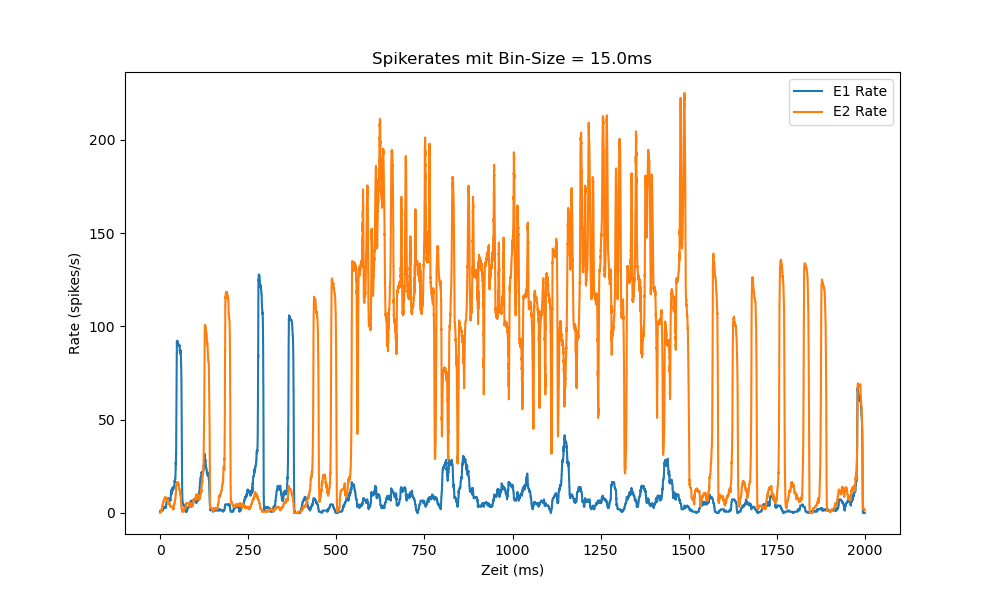 Spikerates mit Bin-Size = 15.0ms
E1 Rate
E2 Rate
200
150
100
50
0
Rate (spikes/s)
0 250 500 750 1000 1250 1500 1750 2000
Zeit (ms)